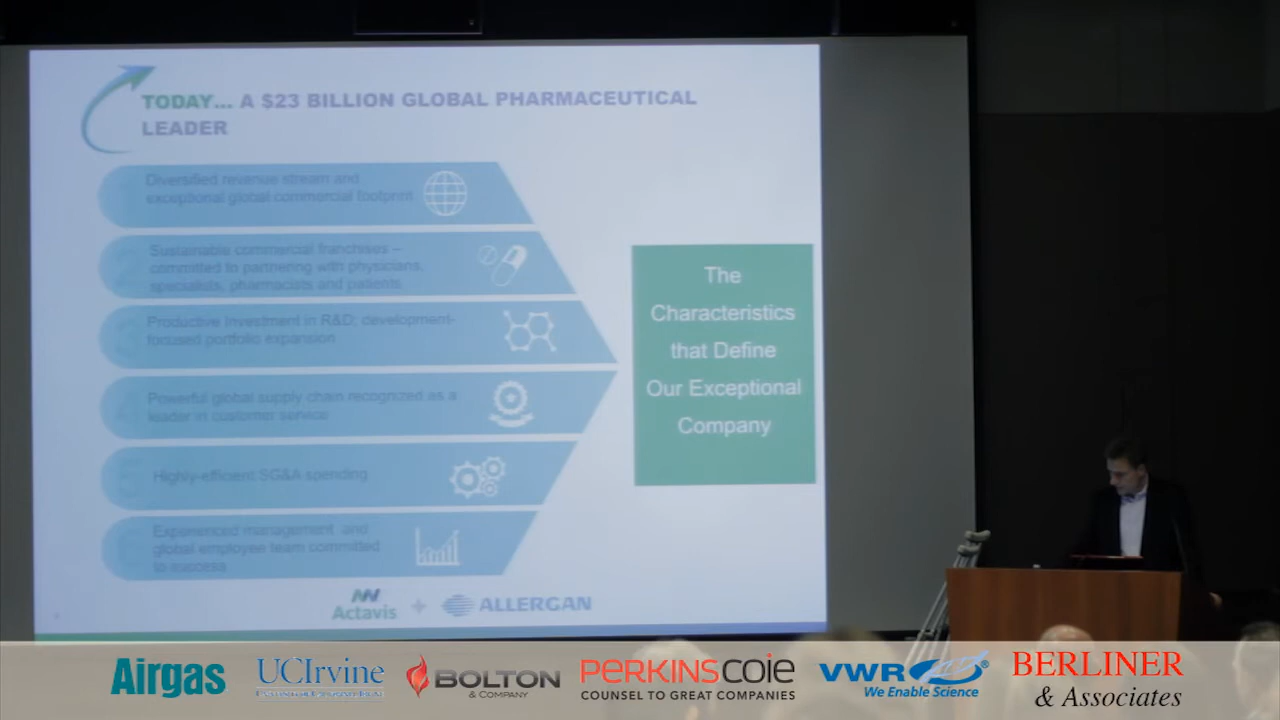 TODAY... A $23 BILLION GLOBAL PHARMACEUTICAL
LEADER
Diversified revenue stream and
exceptional global commercial footprint
Sustainable commercial franchises –
committed to partnering with physicians,
specialists, pharmacists and patients
Productive Investment in R&D; development-
focused portfolio expansion
Powerful global supply chain recognized as a
leader in customer service
Highly-efficient SG&A spending
Experienced management and
global employee team committed
to success
The
Characteristics
that Define
Our Exceptional
Company
Actavis + ALLERGAN
Airgas
UCIrvine
BOLTON
& COMPANY
PERKINSCOIE
COUNSEL TO GREAT COMPANIES
VWR
We Enable Science
BERLINER
& Associates